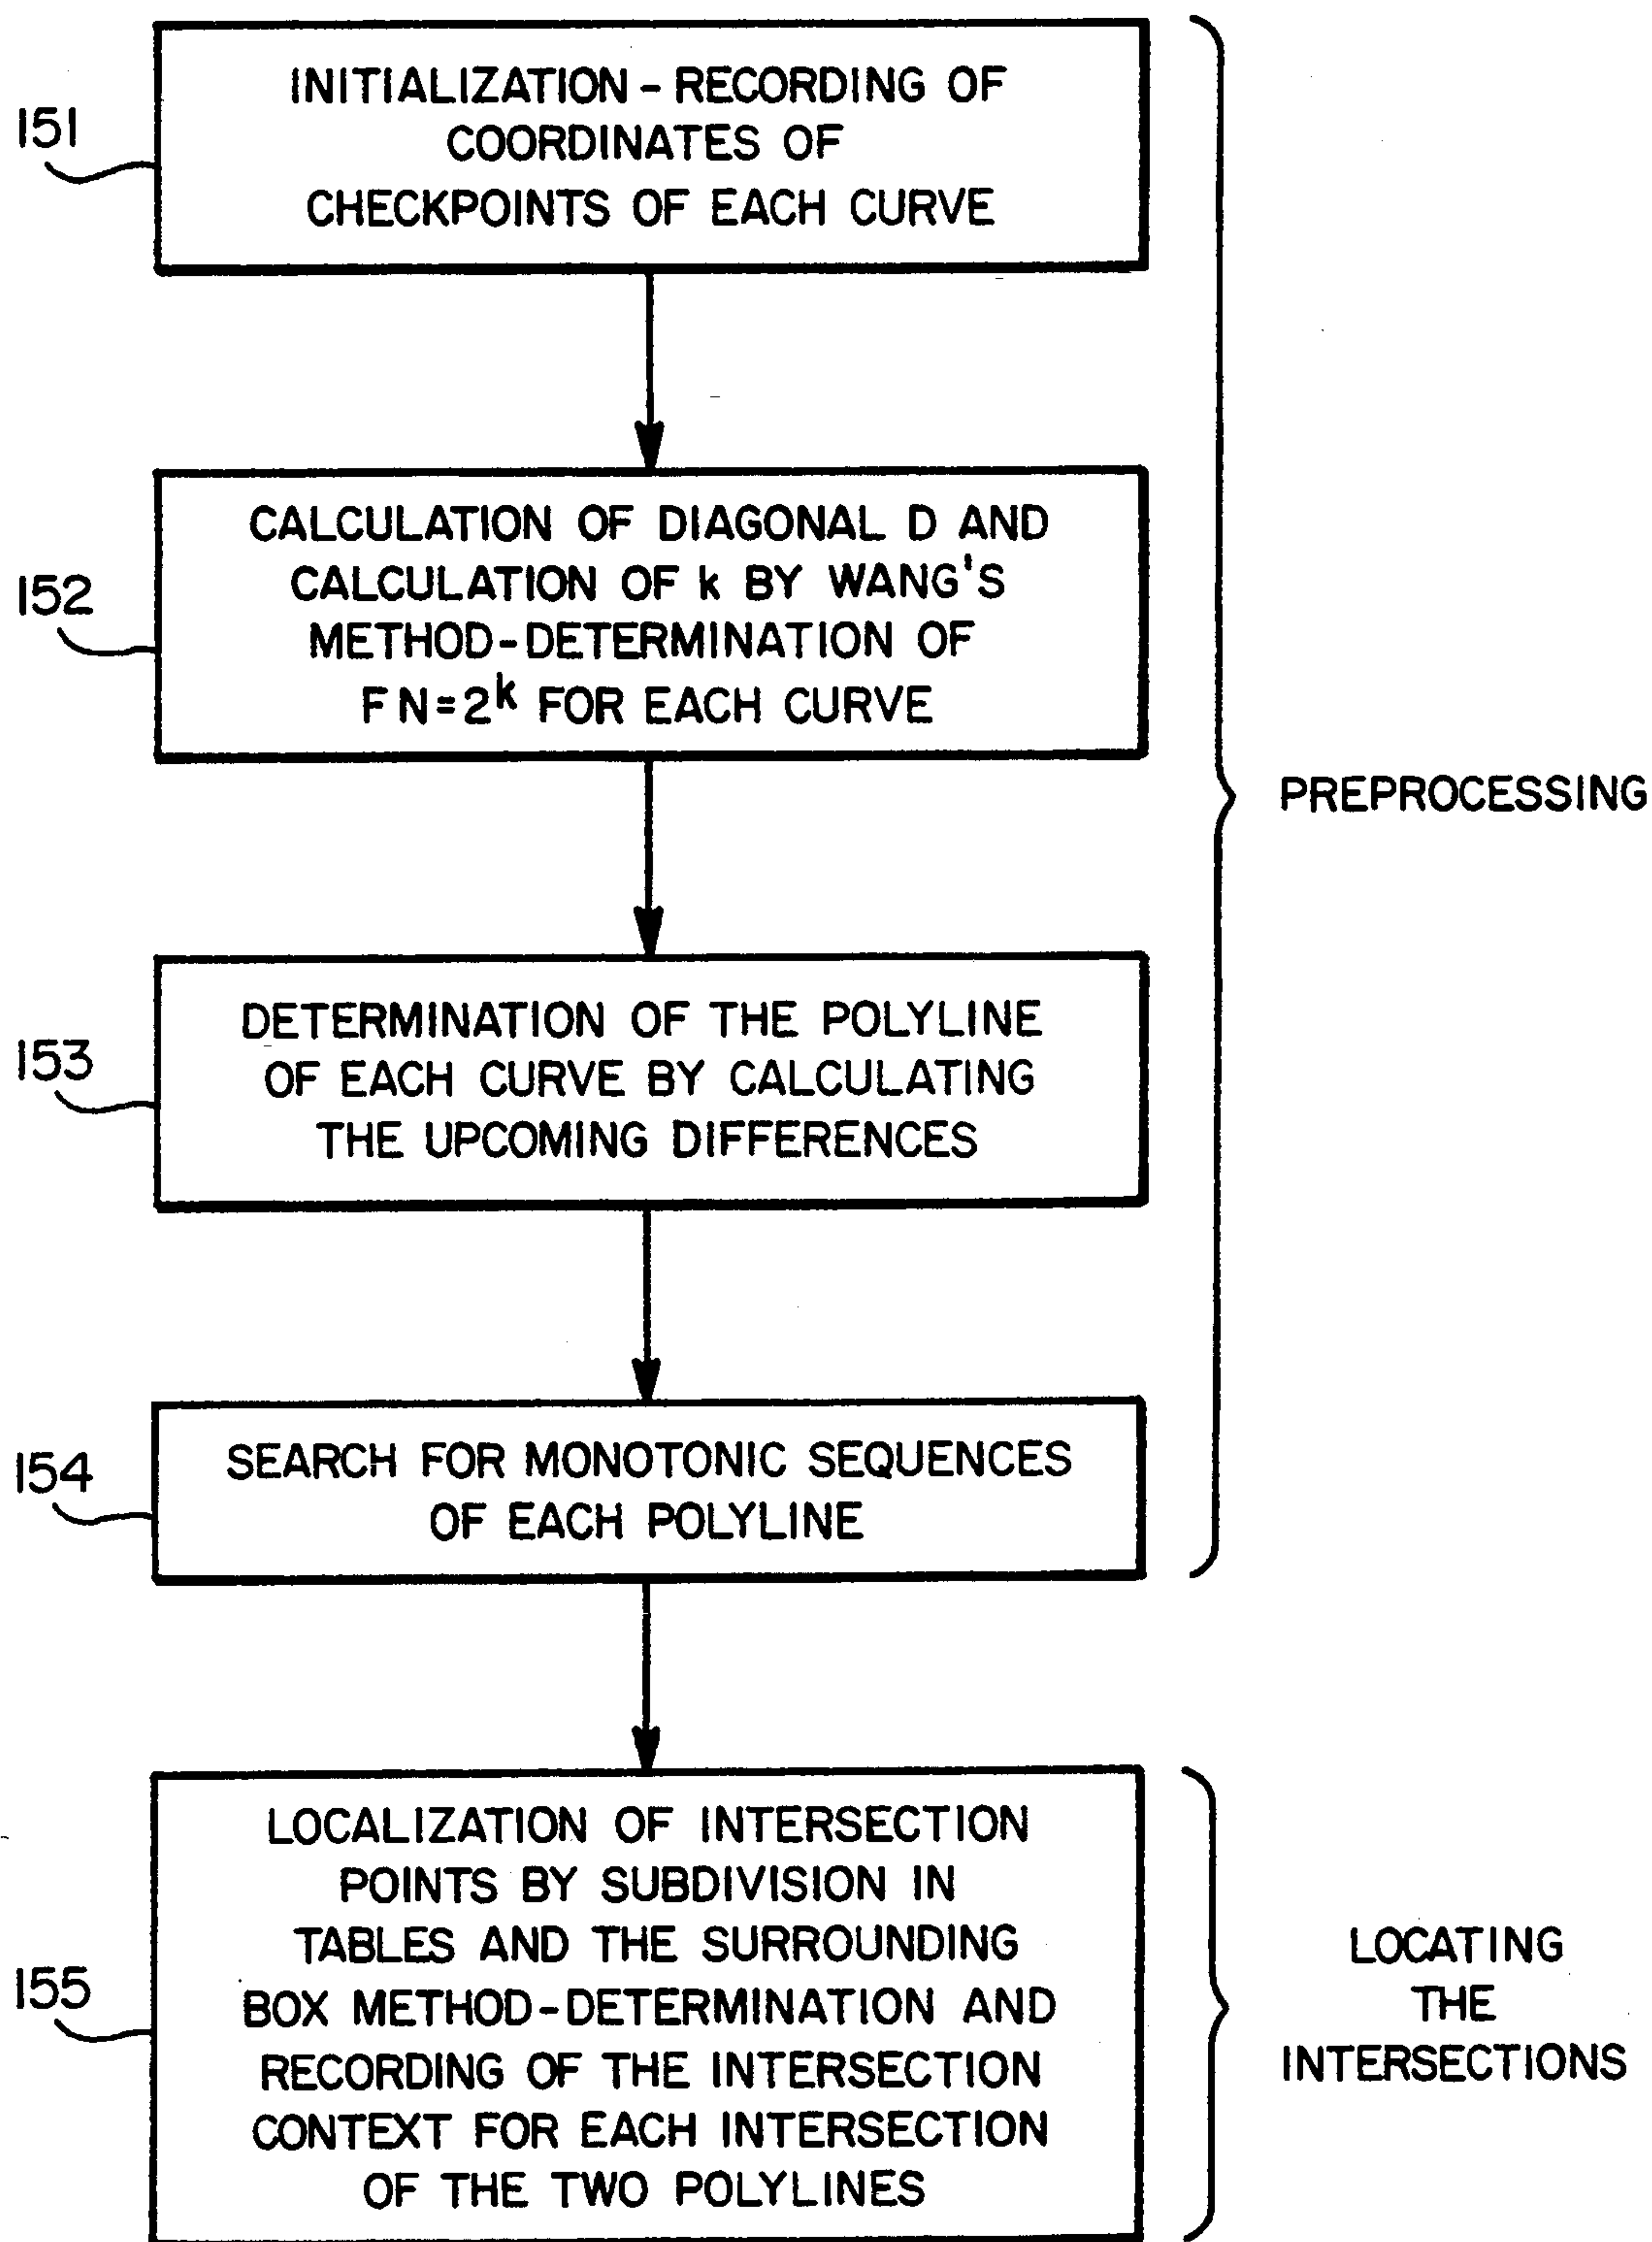 151
INITIALIZATION - RECORDING OF
COORDINATES OF
CHECKPOINTS OF EACH CURVE
152
CALCULATION OF DIAGONAL D AND
CALCULATION OF k BY WANG'S
METHOD-DETERMINATION OF
FN=2^k FOR EACH CURVE
PREPROCESSING
153
DETERMINATION OF THE POLYLINE
OF EACH CURVE BY CALCULATING
THE UPCOMING DIFFERENCES
154
SEARCH FOR MONOTONIC SEQUENCES
OF EACH POLYLINE
155
LOCALIZATION OF INTERSECTION
POINTS BY SUBDIVISION IN
TABLES AND THE SURROUNDING
BOX METHOD-DETERMINATION AND
RECORDING OF THE INTERSECTION
CONTEXT FOR EACH INTERSECTION
OF THE TWO POLYLINES
LOCATING
THE
INTERSECTIONS